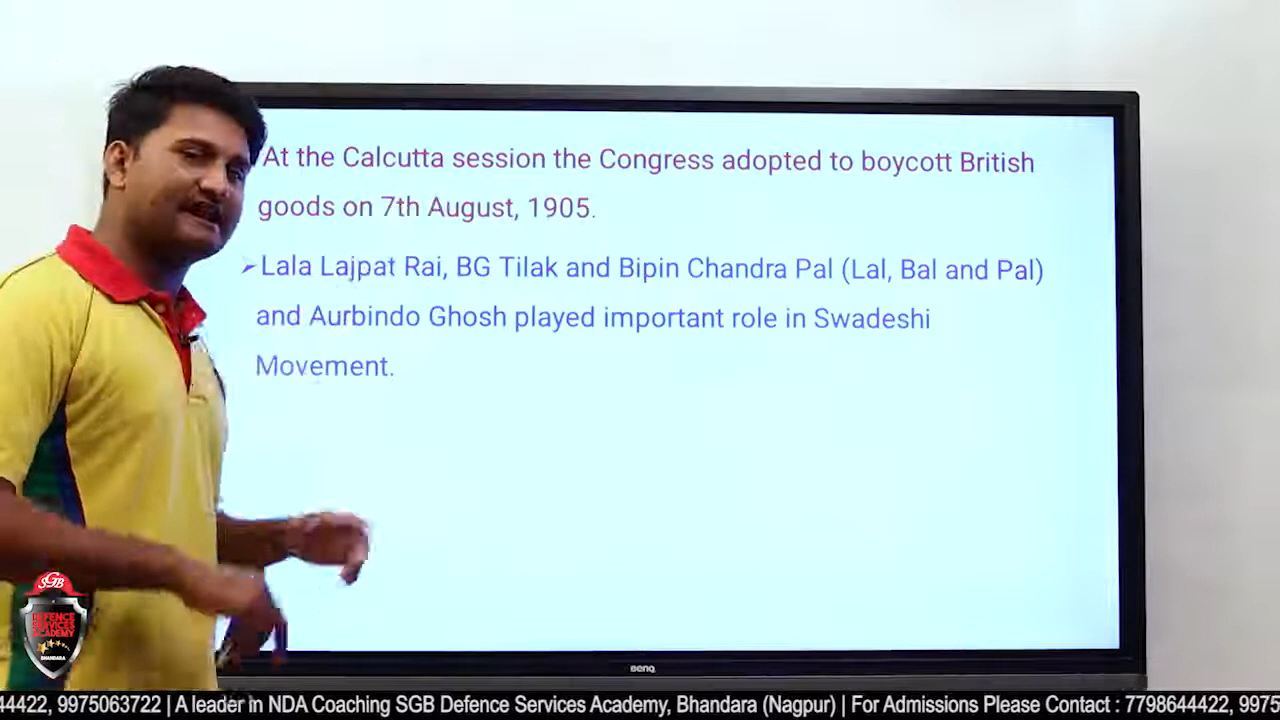 At the Calcutta session the Congress adopted to boycott British
goods on 7th August, 1905.
➢Lala Lajpat Rai, BG Tilak and Bipin Chandra Pal (Lal, Bal and Pal)
and Aurbindo Ghosh played important role in Swadeshi
Movement.
BenQ
SGB
DEFENCE
SERVICES
ACADEMY
BHANDARA
44422, 9975063722 | A leader in NDA Coaching SGB Defence Services Academy, Bhandara (Nagpur) | For Admissions Please Contact : 7798644422, 9975